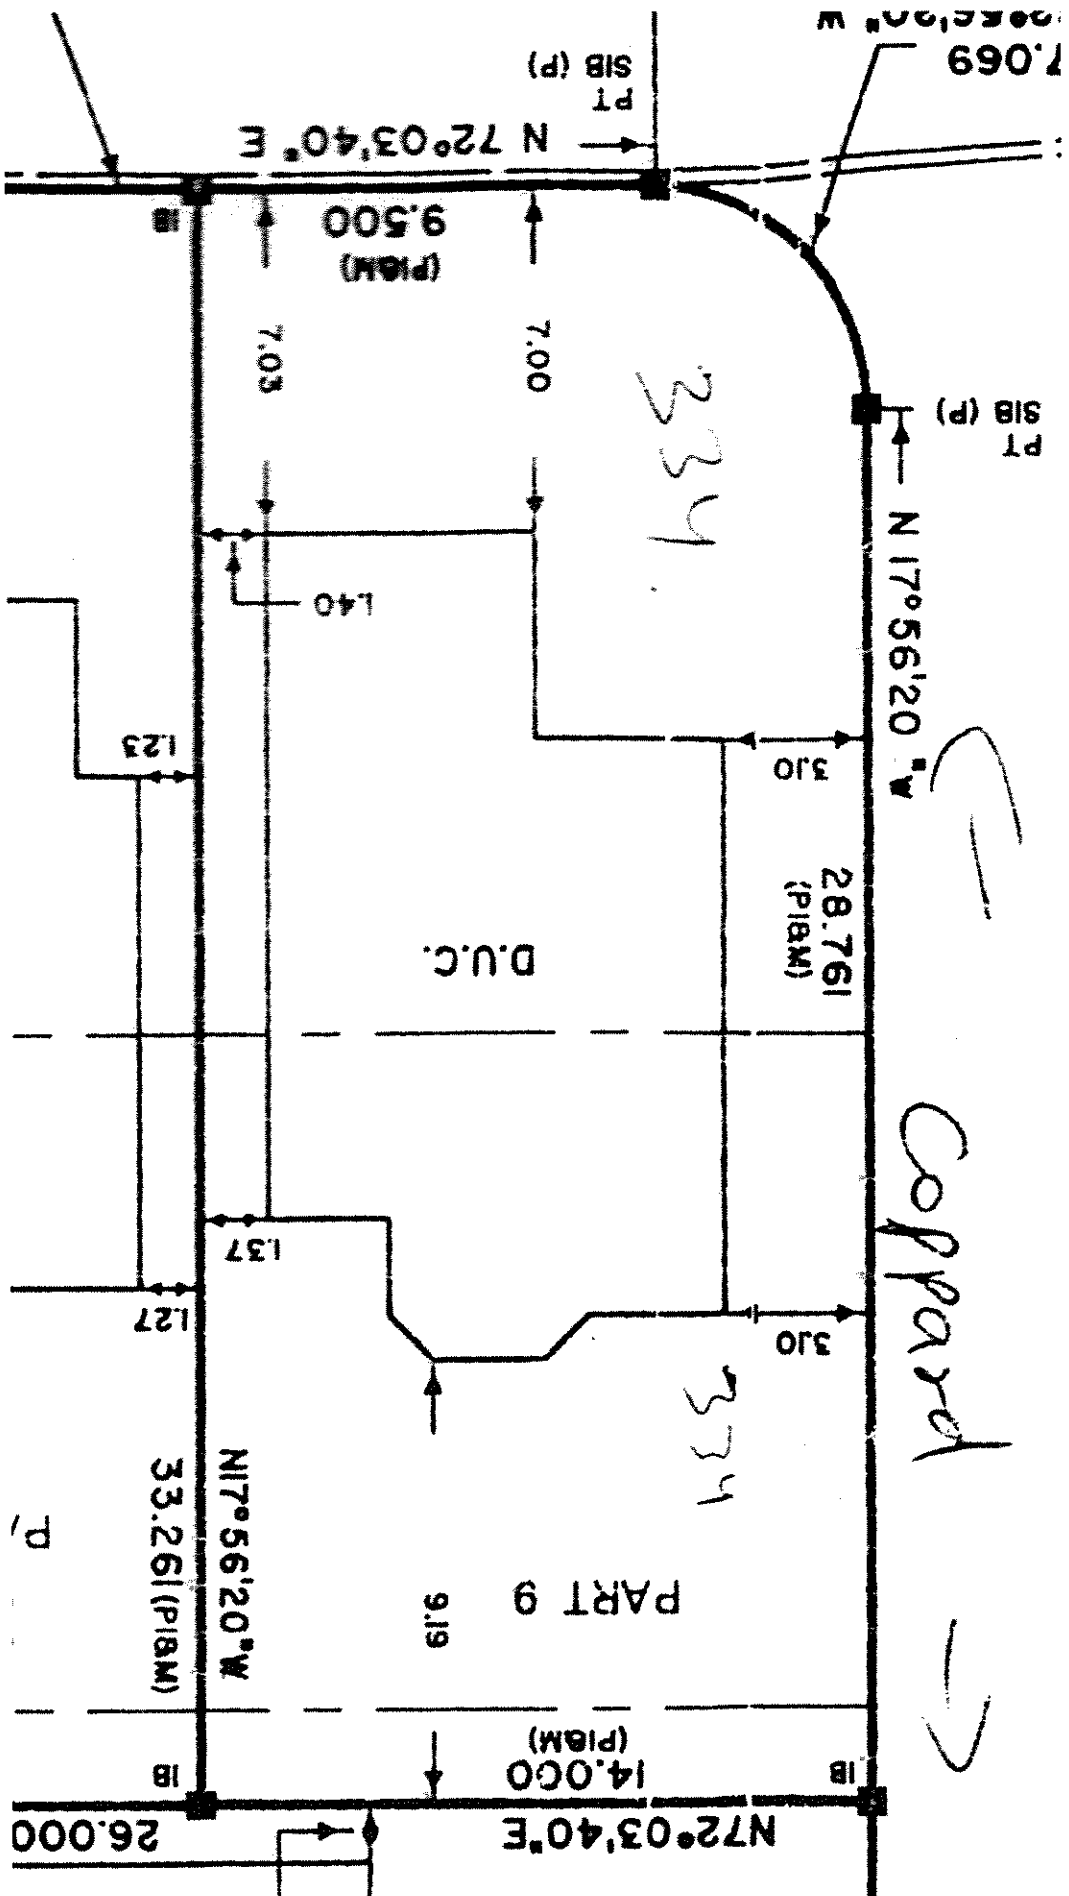 N72°03'40"E
14.000
(PI&M)
26.000
IB
IB
PART 9
9.19
N17°56'20"W
33.261(PI&M)
P
334
3.10
1.27
1.37
Coppard
D.U.C.
28.761
(PI&M)
3.10
1.23
N 17°56'20"W
1.40
334
PT
SIB (P)
7.00
7.03
(PI&M)
9.500
IB
N 72°03'40"E
PT
SIB (P)
7.069
56'20" W